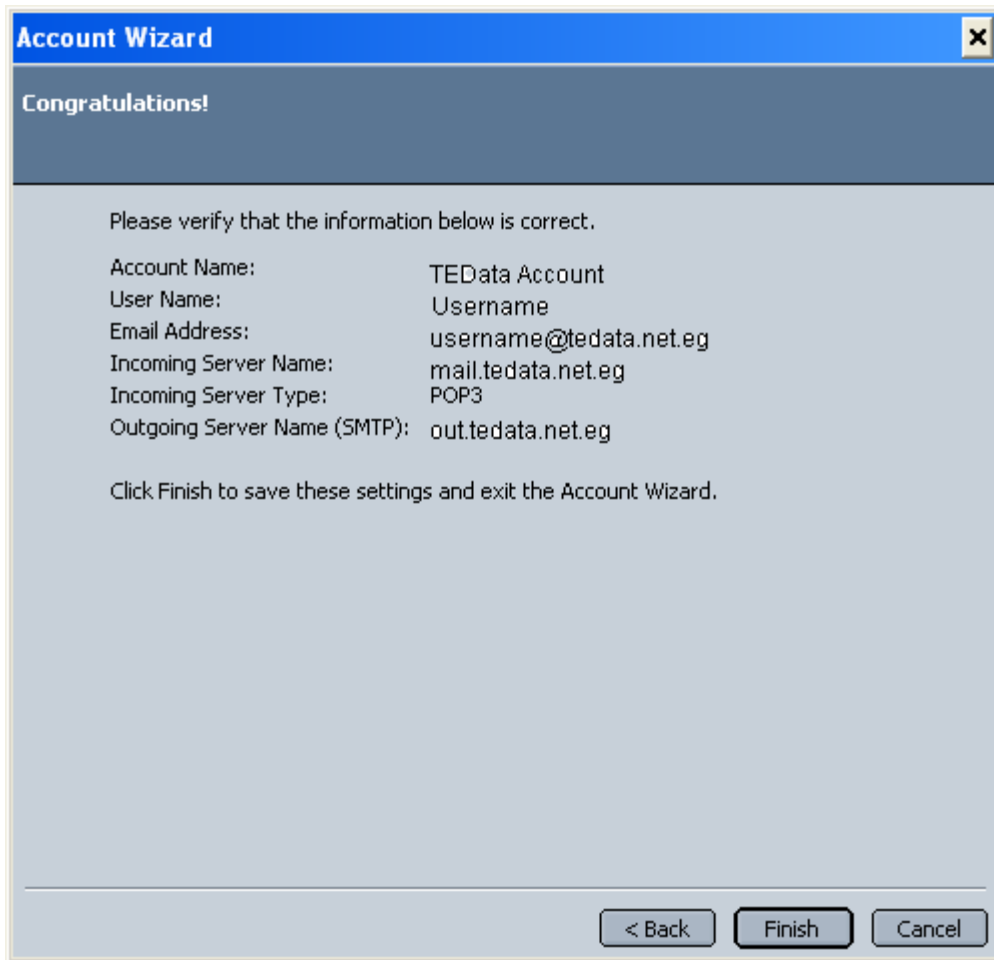 Account Wizard
Congratulations!
Please verify that the information below is correct.
Account Name: TEData Account
User Name: Username
Email Address: username@tedata.net.eg
Incoming Server Name: mail.tedata.net.eg
Incoming Server Type: POP3
Outgoing Server Name (SMTP): out.tedata.net.eg
Click Finish to save these settings and exit the Account Wizard.
< Back Finish Cancel